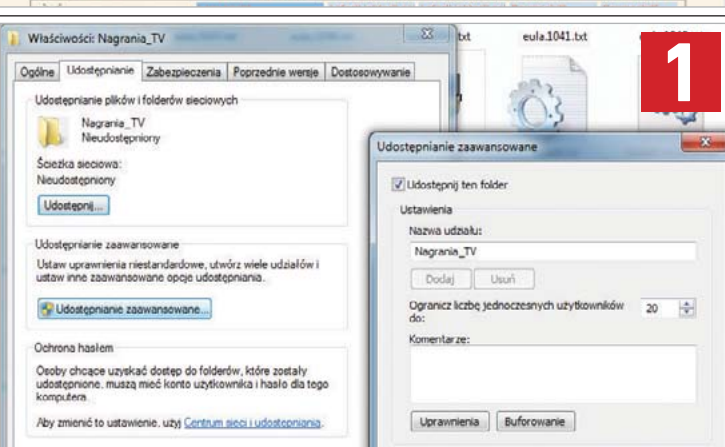 Właściwości: Nagrania_TV
Ogólne
Udostępnianie
Zabezpieczenia
Poprzednie wersje
Dostosowywanie
Udostępnianie plików i folderów sieciowych
Nagrania_TV
Nieudostępniony
Ścieżka sieciowa:
Nieudostępniony
Udostępnij...
Udostępnianie zaawansowane
Ustaw uprawnienia niestandardowe, utwórz wiele udziałów i
ustaw inne zaawansowane opcje udostępniania.
Udostępnianie zaawansowane...
Ochrona hasłem
Osoby chcące uzyskać dostęp do folderów, które zostały
udostępnione, muszą mieć konto użytkownika i hasło dla tego
komputera.
Aby zmienić to ustawienie, użyj Centrum sieci i udostępniania.
txt
eula.1041.txt
1
Udostępnianie zaawansowane
Udostępnij ten folder
Ustawienia
Nazwa udziału:
Nagrania_TV
Dodaj
Usuń
Ogranicz liczbę jednoczesnych użytkowników
do:
20
Komentarze:
Uprawnienia
Buforowanie